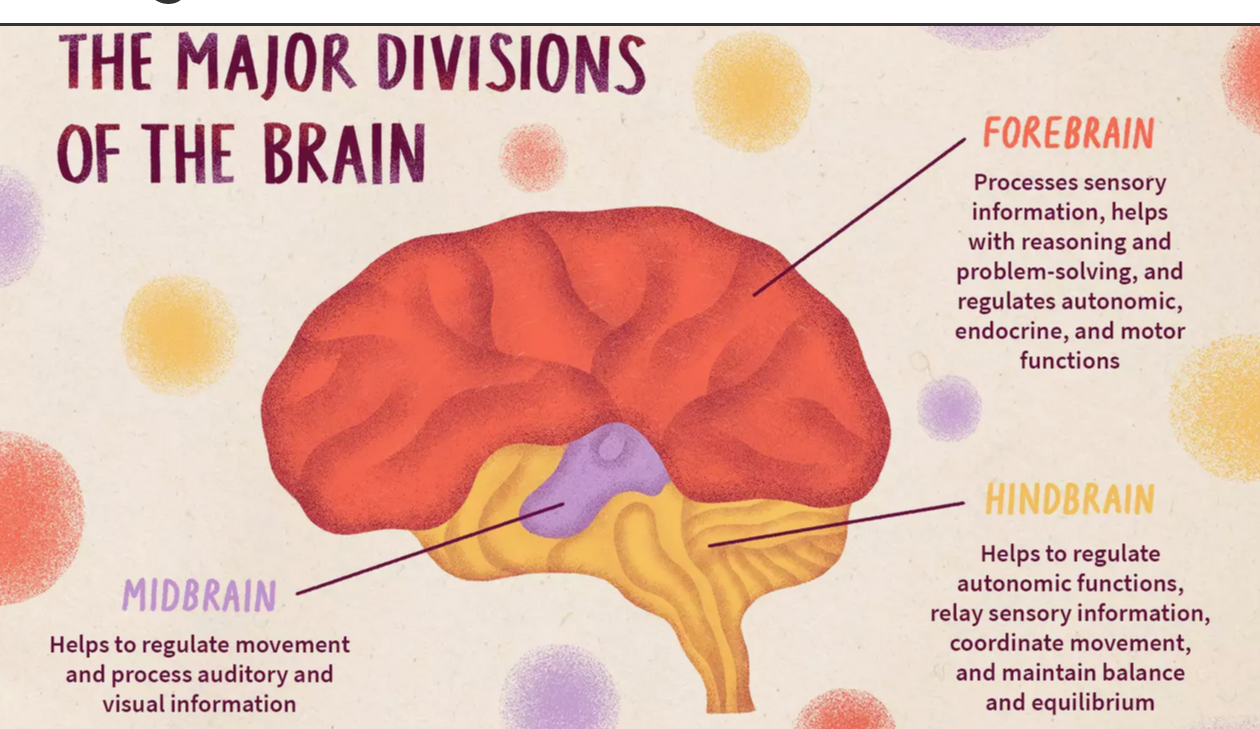 THE MAJOR DIVISIONS
OF THE BRAIN
FOREBRAIN
Processes sensory
information, helps
with reasoning and
problem-solving, and
regulates autonomic,
endocrine, and motor
functions
HINDBRAIN
Helps to regulate
autonomic functions,
relay sensory information,
coordinate movement,
and maintain balance
and equilibrium
MIDBRAIN
Helps to regulate movement
and process auditory and
visual information